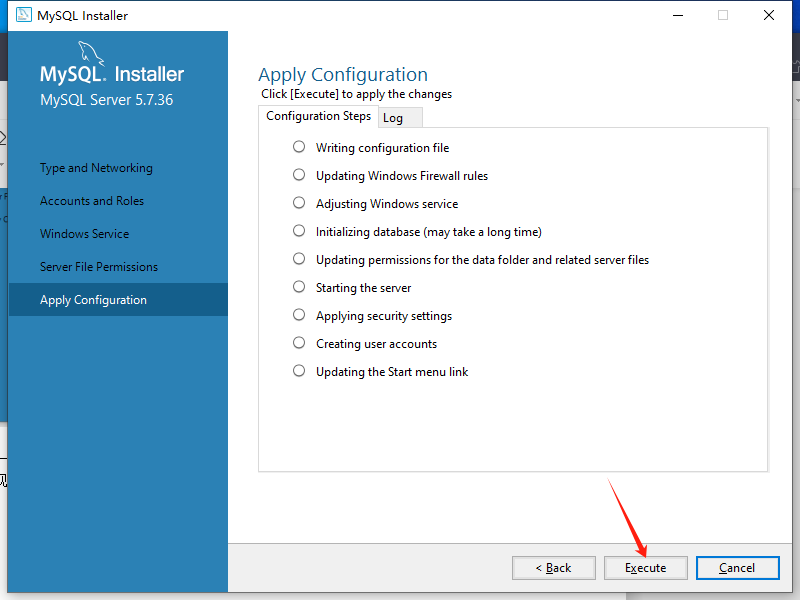 MySQL Installer
MySQL. Installer
MySQL Server 5.7.36
Type and Networking
Accounts and Roles
Windows Service
Server File Permissions
Apply Configuration
Apply Configuration
Click [Execute] to apply the changes
Configuration Steps Log
Writing configuration file
Updating Windows Firewall rules
Adjusting Windows service
Initializing database (may take a long time)
Updating permissions for the data folder and related server files
Starting the server
Applying security settings
Creating user accounts
Updating the Start menu link
< Back Execute Cancel